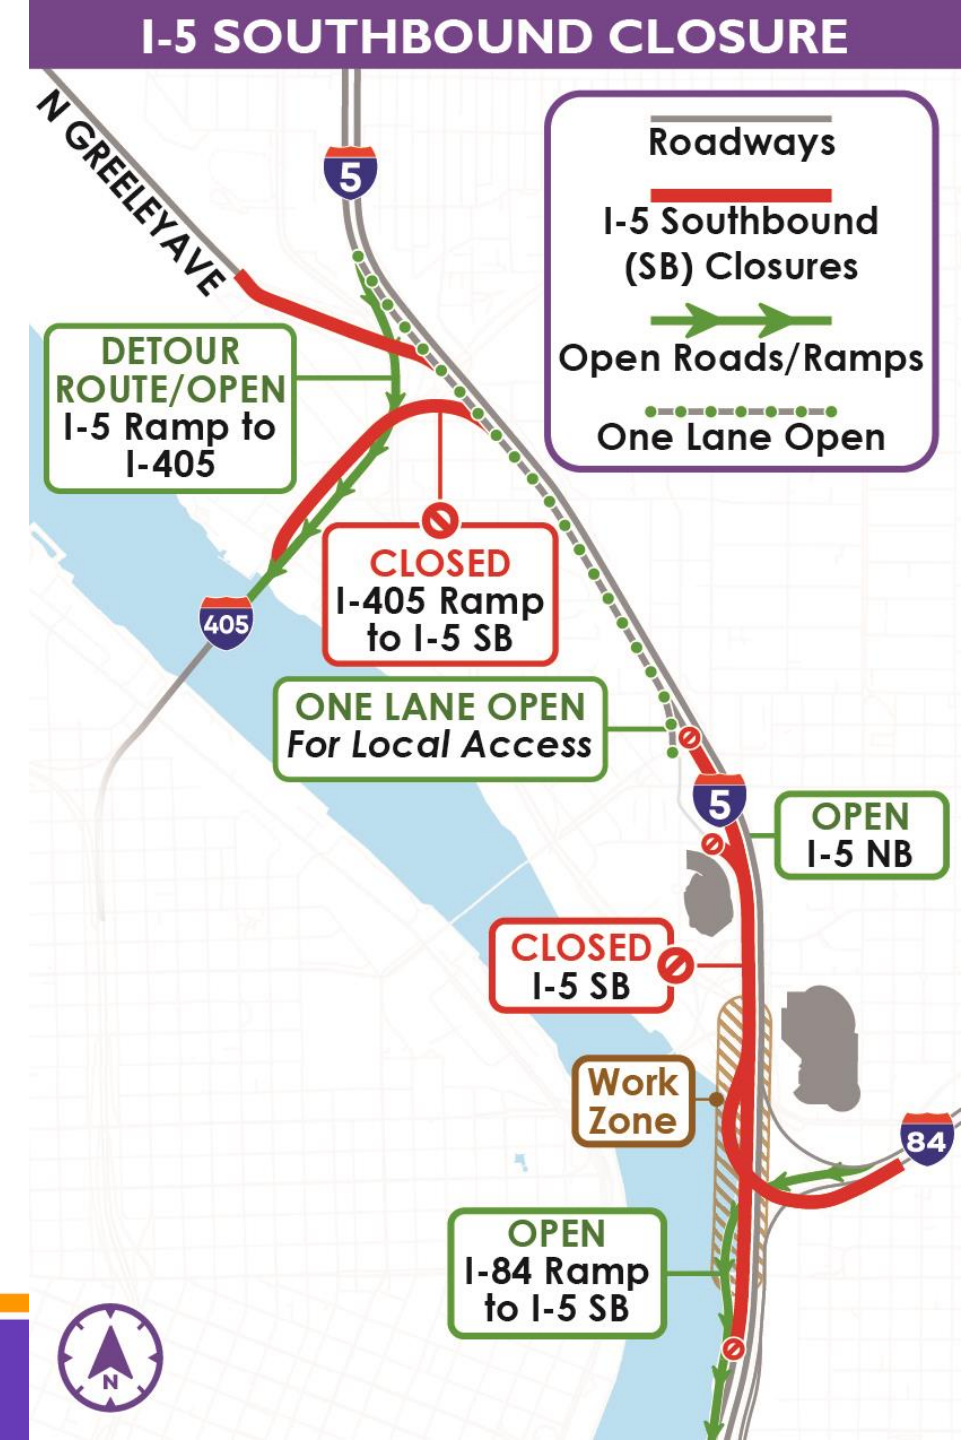 I-5 SOUTHBOUND CLOSURE
N GREELEY AVE
5
Roadways
I-5 Southbound
(SB) Closures
Open Roads/Ramps
One Lane Open
DETOUR
ROUTE/OPEN
I-5 Ramp to
I-405
CLOSED
I-405 Ramp
to I-5 SB
405
ONE LANE OPEN
For Local Access
5
OPEN
I-5 NB
CLOSED
I-5 SB
Work
Zone
84
OPEN
I-84 Ramp
to I-5 SB
N